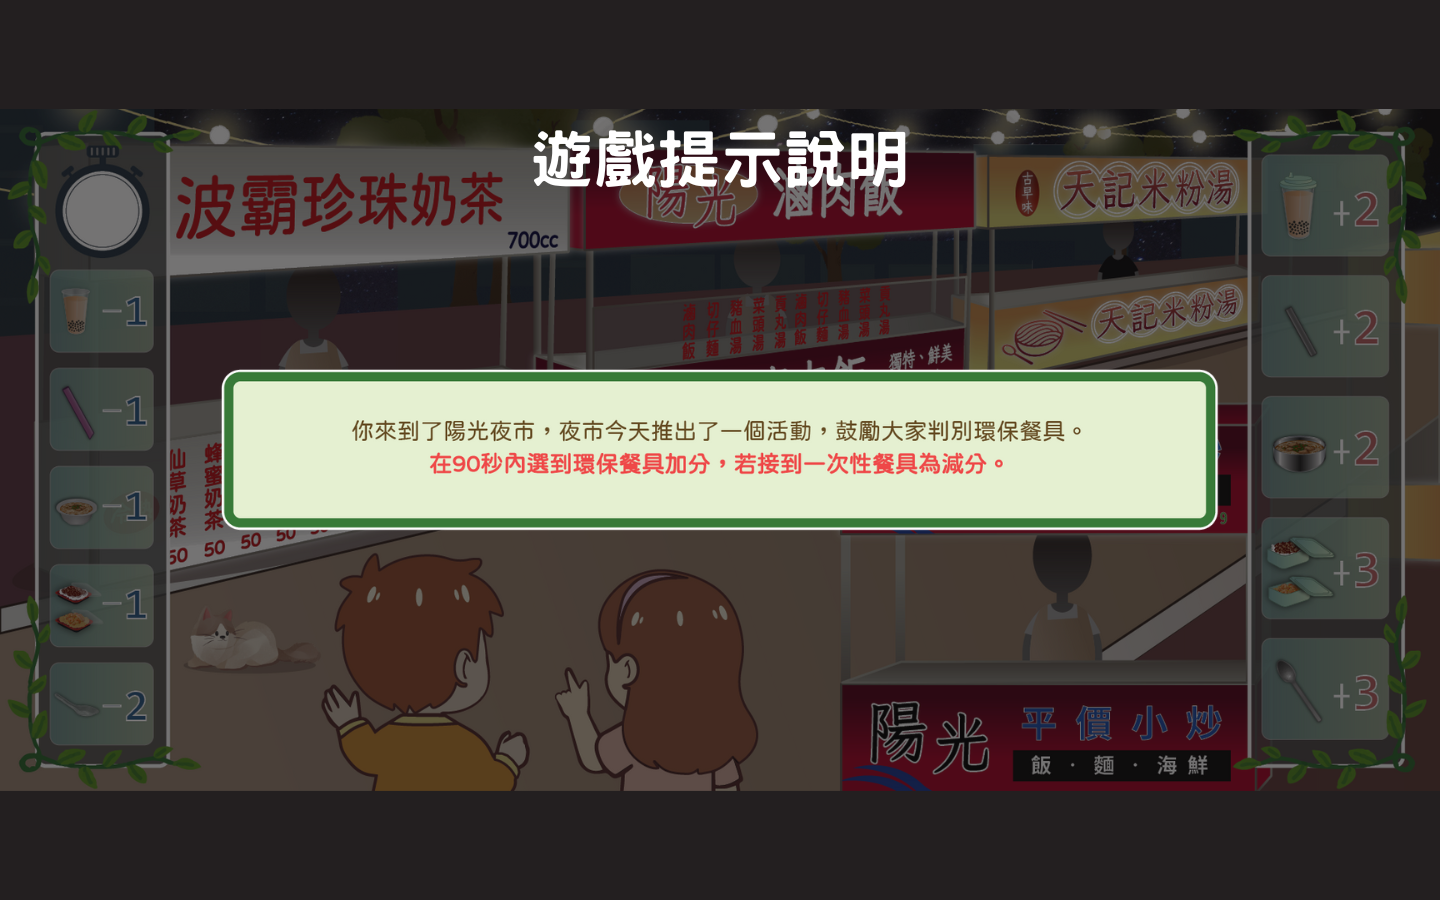 遊戲提示說明
波霸珍珠奶茶
700cc
陽光 滷肉飯
古早味
天記米粉湯
天記米粉湯
獨特、鮮美
-1
-1
-1
-1
-2
+2
+2
+2
+3
+3
你來到了陽光夜市，夜市今天推出了一個活動，鼓勵大家判別環保餐具。
在90秒內選到環保餐具加分，若接到一次性餐具為減分。
仙草奶茶
蜂蜜奶茶
50 50 50 50
9
陽光
平價小炒
飯．麵．海鮮